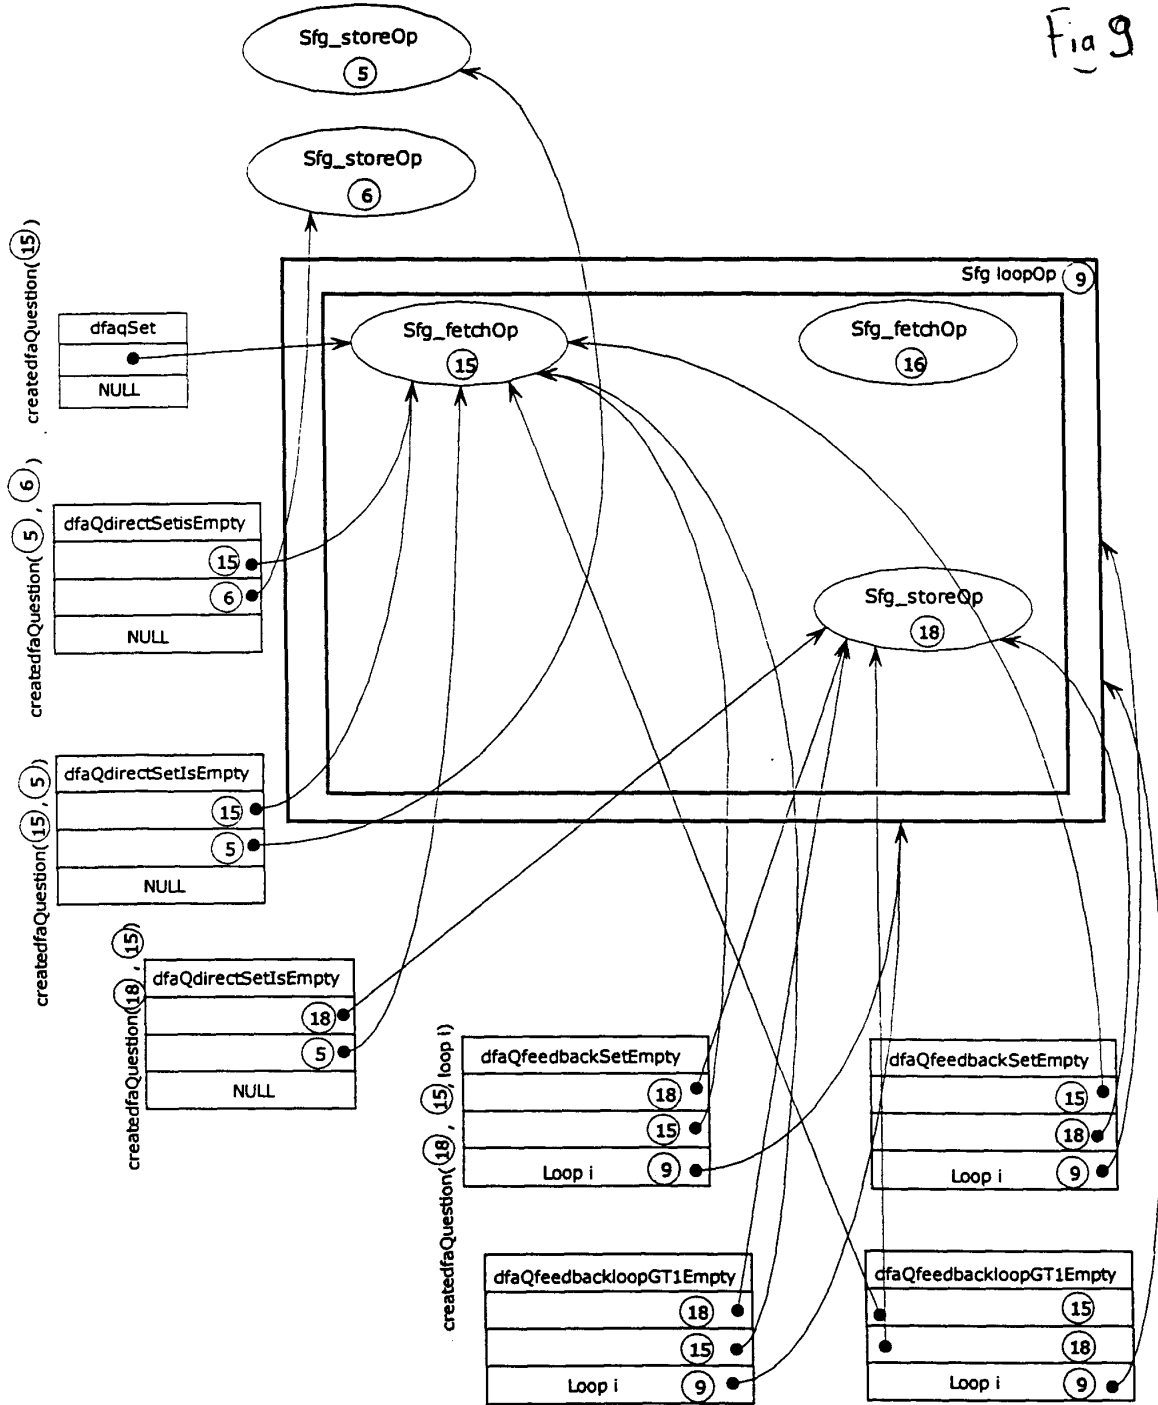 Fig 9
Sfg_storeOp
5
Sfg_storeOp
6
Sfg loopOp 9
createdfaQuestion(15)
dfaqSet
NULL
Sfg_fetchOp
15
Sfg_fetchOp
16
createdfaQuestion(5, 6)
dfaQdirectSetisEmpty
15
6
NULL
Sfg_storeOp
18
createdfaQuestion(15), 5)
dfaQdirectSetIsEmpty
15
5
NULL
createdfaQuestion(18), 15)
dfaQdirectSetIsEmpty
18
5
NULL
createdfaQuestion(18), 15, loop i)
dfaQfeedbackSetEmpty
18
15
Loop i 9
dfaQfeedbackSetEmpty
15
18
Loop i 9
dfaQfeedbackloopGT1Empty
18
15
Loop i 9
dfaQfeedbackloopGT1Empty
15
18
Loop i 9